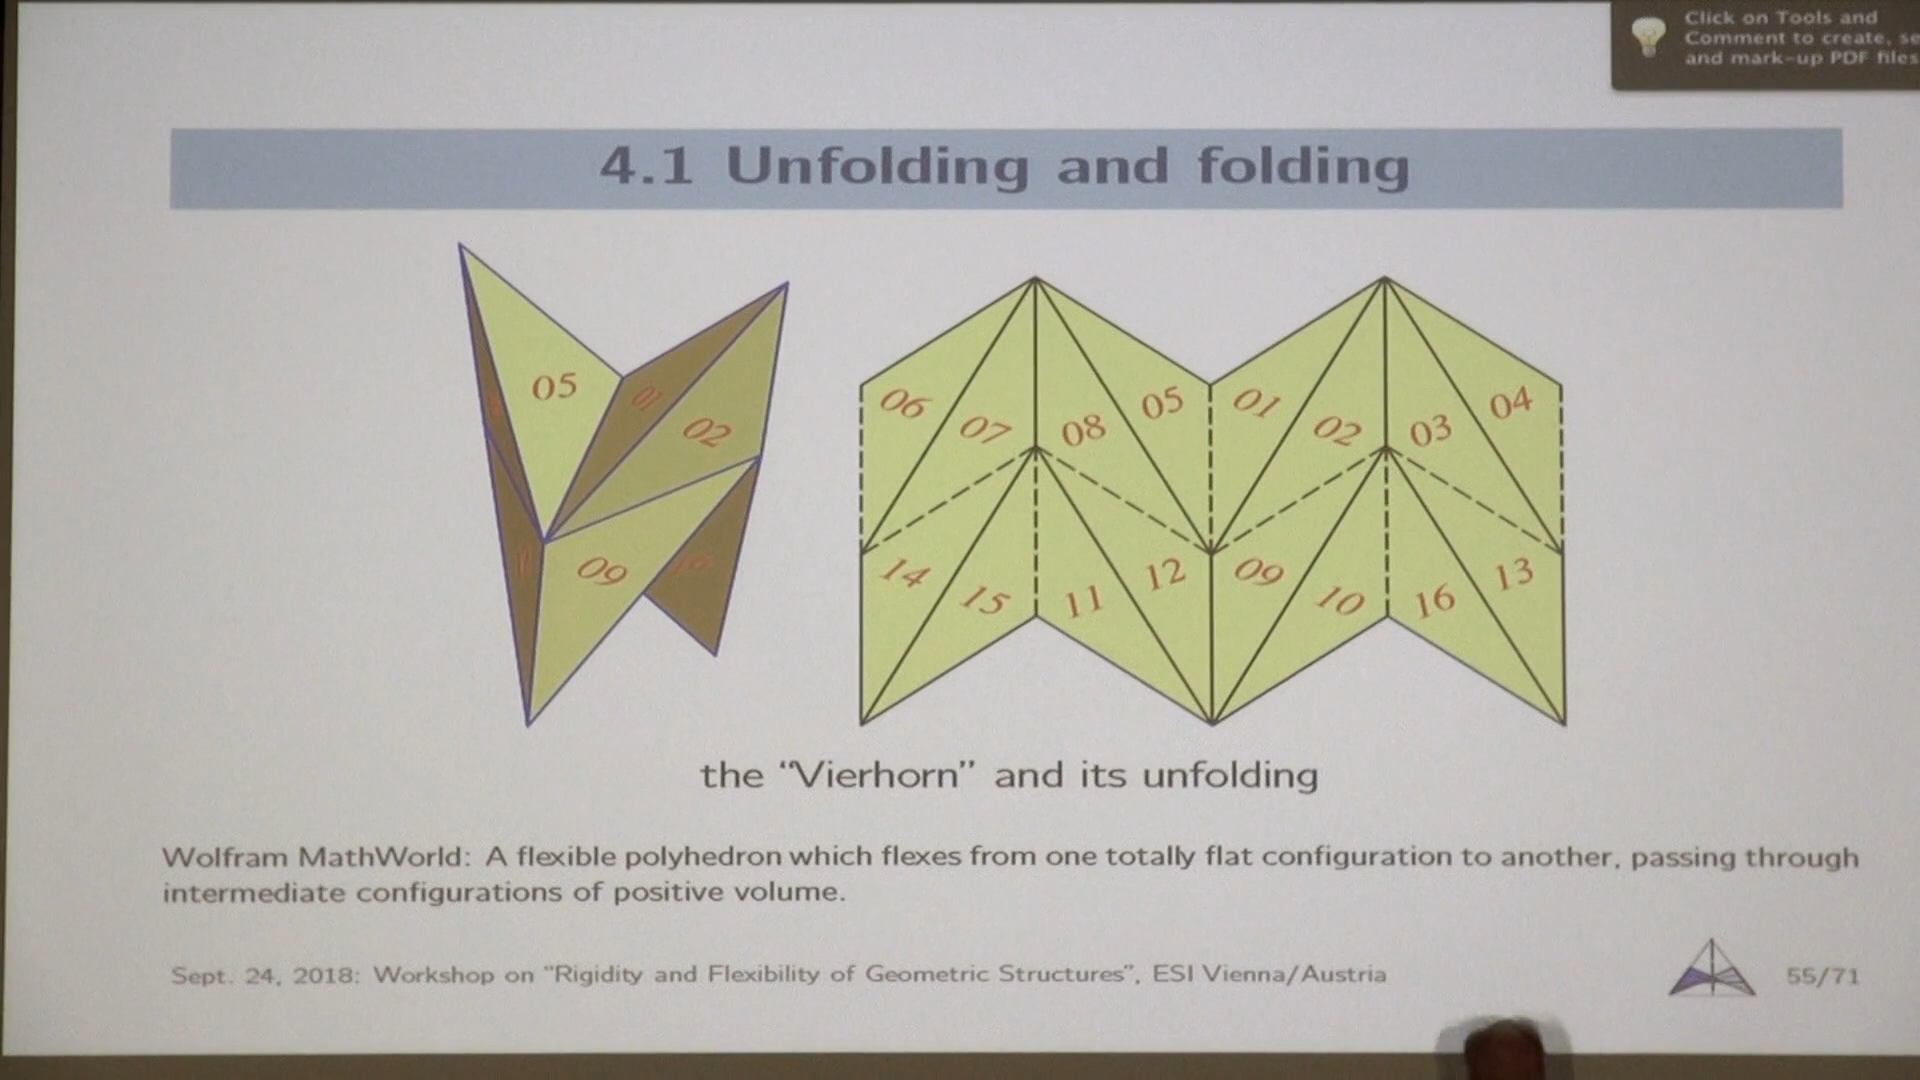 Click on Tools and
Comment to create, se
and mark-up PDF files
4.1 Unfolding and folding
05
01
02
09
06
07
08
05
01
02
03
04
14
15
11
12
09
10
16
13
the “Vierhorn” and its unfolding
Wolfram MathWorld: A flexible polyhedron which flexes from one totally flat configuration to another, passing through
intermediate configurations of positive volume.
Sept. 24, 2018: Workshop on “Rigidity and Flexibility of Geometric Structures”, ESI Vienna/Austria
55/71